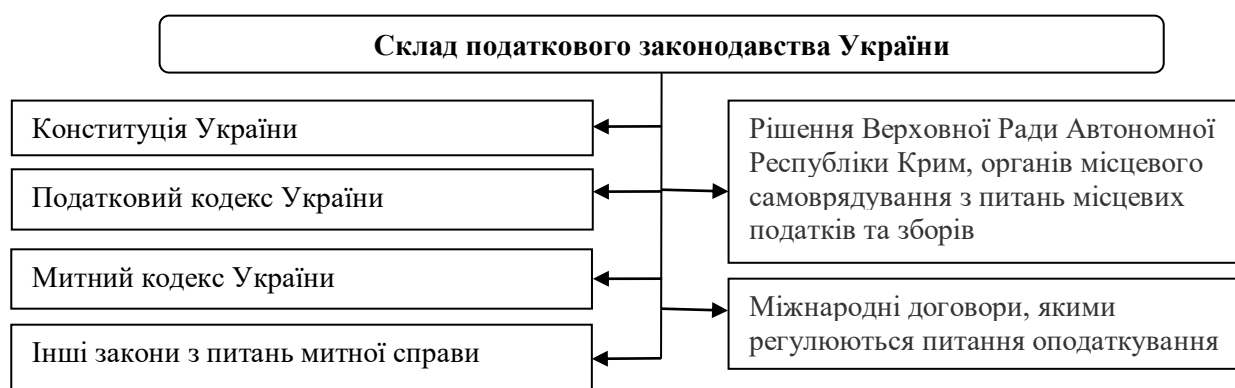 Склад податкового законодавства України
Конституція України
Податковий кодекс України
Митний кодекс України
Інші закони з питань митної справи
Рішення Верховної Ради Автономної
Республіки Крим, органів місцевого
самоврядування з питань місцевих
податків та зборів
Міжнародні договори, якими
регулюються питання оподаткування